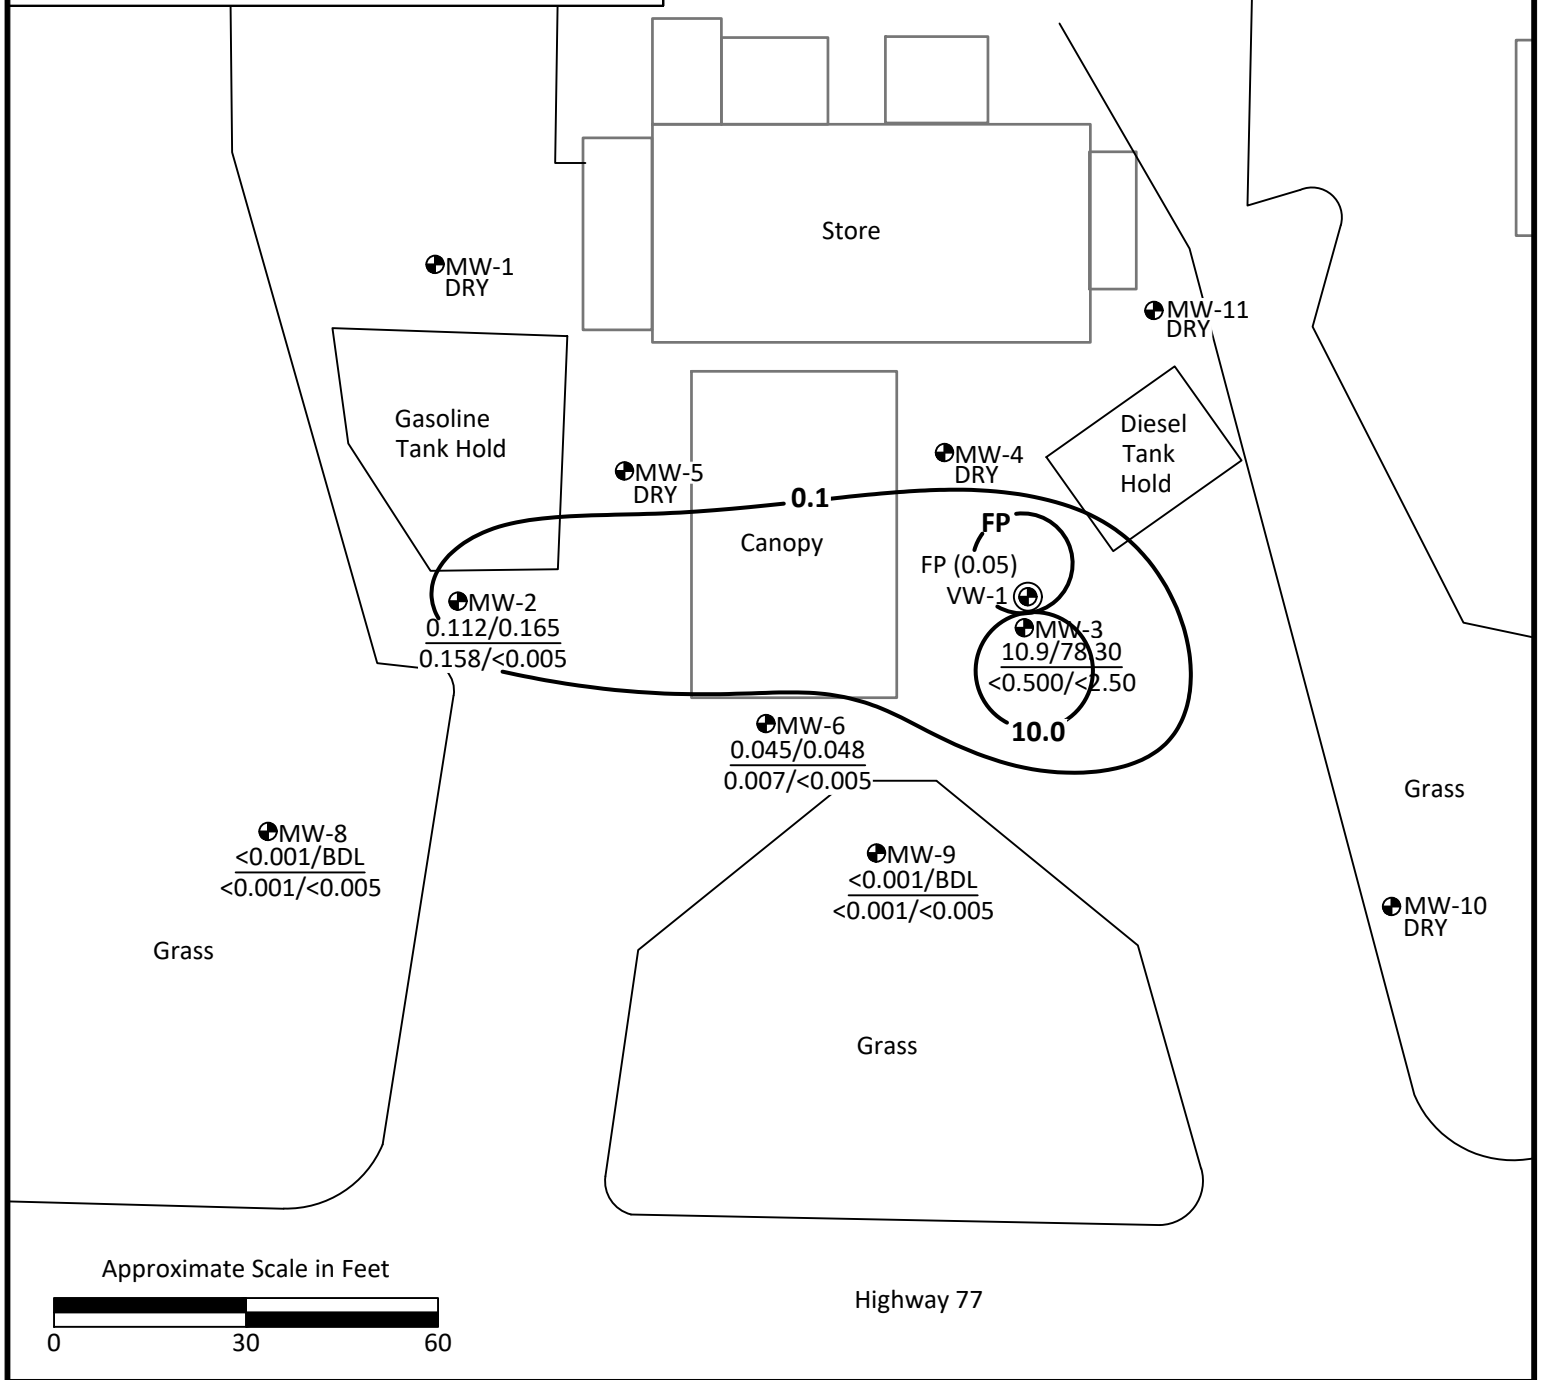 Store
MW-1
DRY
MW-11
DRY
Gasoline
Tank Hold
Diesel
Tank
Hold
MW-5
DRY
MW-4
DRY
0.1
Canopy
FP
FP (0.05)
VW-1
MW-2
0.112/0.165
0.158/<0.005
MW-3
10.9/78.30
<0.500/<2.50
10.0
MW-6
0.045/0.048
0.007/<0.005
Grass
MW-8
<0.001/BDL
<0.001/<0.005
MW-9
<0.001/BDL
<0.001/<0.005
MW-10
DRY
Grass
Grass
Approximate Scale in Feet
0 30 60
Highway 77